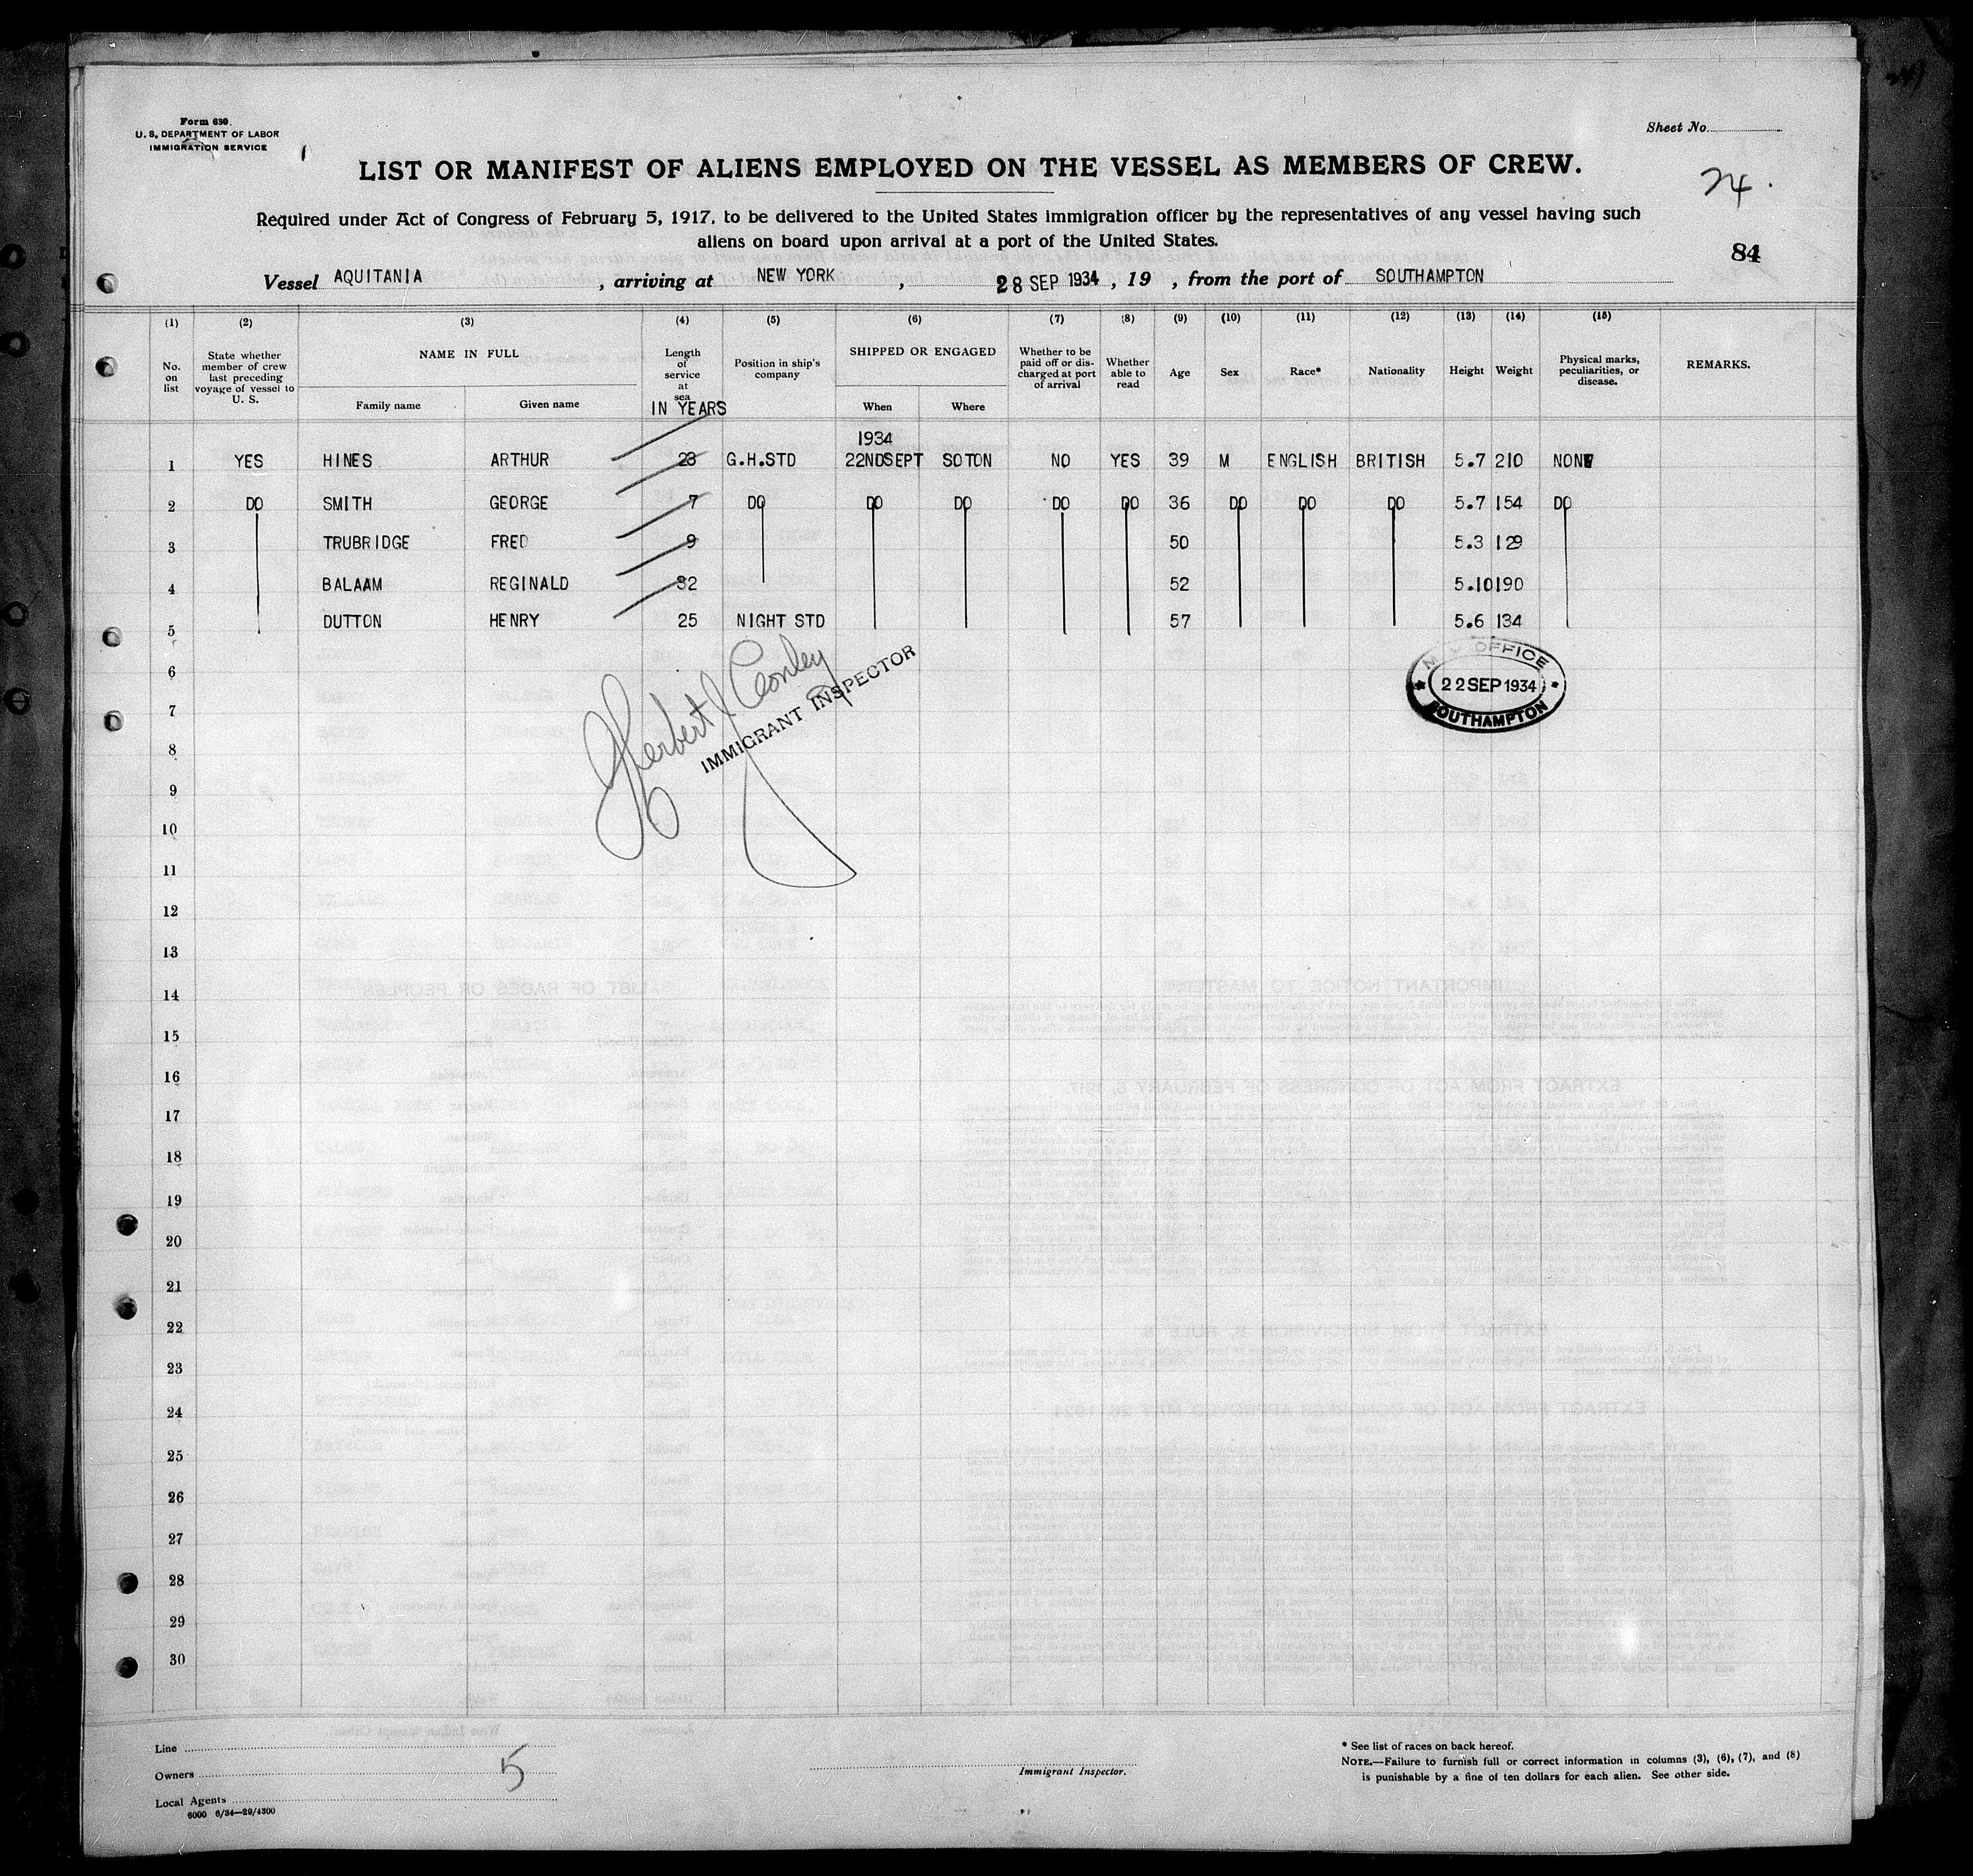 Form 630.
U. S. DEPARTMENT OF LABOR
IMMIGRATION SERVICE
Sheet No.
LIST OR MANIFEST OF ALIENS EMPLOYED ON THE VESSEL AS MEMBERS OF CREW.
24.
Required under Act of Congress of February 5, 1917, to be delivered to the United States immigration officer by the representatives of any vessel having such
aliens on board upon arrival at a port of the United States.
84
Vessel AQUITANIA, arriving at NEW YORK, 28 SEP 1934, 19 , from the port of SOUTHAMPTON
(1) (2) (3) (4) (5) (6) (7) (8) (9) (10) (11) (12) (13) (14) (15)
No. on list
State whether member of crew last preceding voyage of vessel to U. S.
NAME IN FULL
Family name
Given name
Length of service at sea
IN YEARS
Position in ship's company
SHIPPED OR ENGAGED
When
Where
Whether to be paid off or discharged at port of arrival
Whether able to read
Age
Sex
Race*
Nationality
Height
Weight
Physical marks, peculiarities, or disease.
REMARKS.
1934
1 YES HINES ARTHUR 23 G.H.STD 22NDSEPT SOTON NO YES 39 M ENGLISH BRITISH 5.7 210 NONE
2 DO SMITH GEORGE 7 DO DO DO DO DO 36 DO DO DO 5.7 154 DO
3 TRUBRIDGE FRED 9 50 5.3 129
4 BALAAM REGINALD 32 52 5.10 190
5 DUTTON HENRY 25 NIGHT STD 57 5.6 134
Herbert J Conley
IMMIGRANT INSPECTOR
OFFICE
22 SEP 1934
SOUTHAMPTON
6
7
8
9
10
11
12
13
14
15
16
17
18
19
20
21
22
23
24
25
26
27
28
29
30
Line
Owners
5
Local Agents
6000 6/34—29/4300
Immigrant Inspector.
* See list of races on back hereof.
NOTE.—Failure to furnish full or correct information in columns (3), (6), (7), and (8)
is punishable by a fine of ten dollars for each alien. See other side.